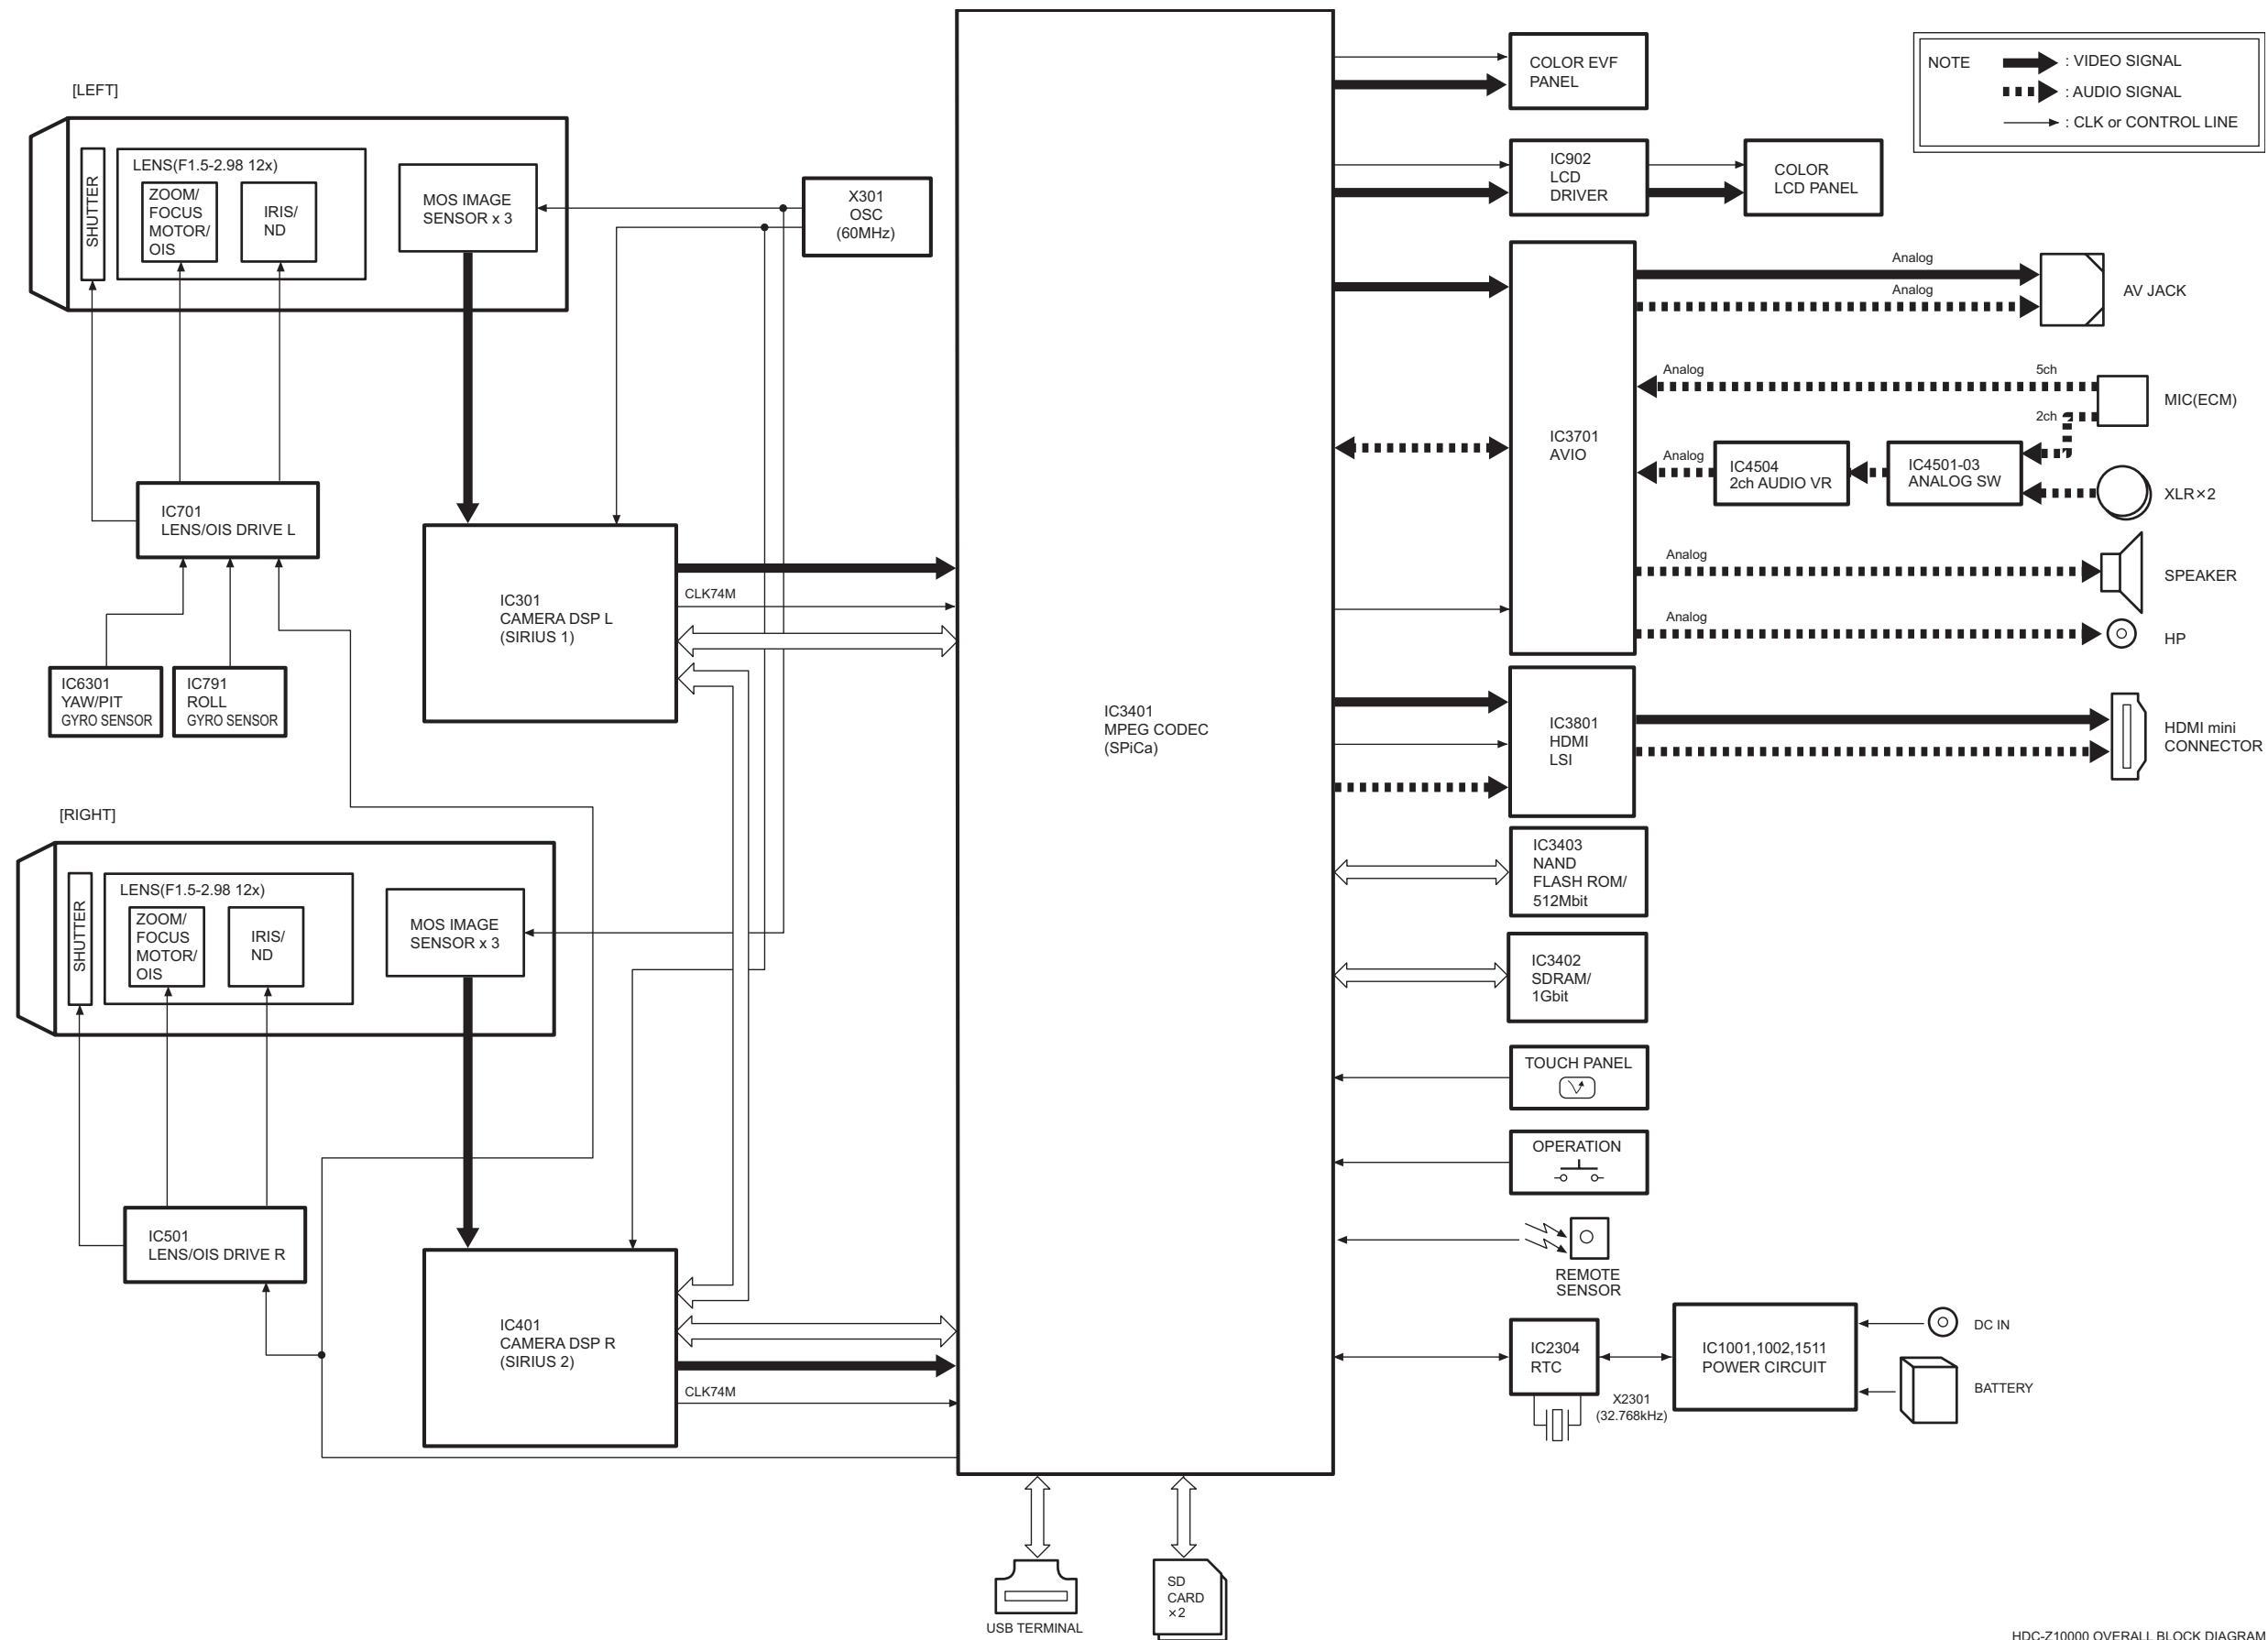 [LEFT]
SHUTTER
LENS(F1.5-2.98 12x)
ZOOM/
FOCUS
MOTOR/
OIS
IRIS/
ND
MOS IMAGE
SENSOR x 3
X301
OSC
(60MHz)
IC701
LENS/OIS DRIVE L
IC6301
YAW/PIT
GYRO SENSOR
IC791
ROLL
GYRO SENSOR
IC301
CAMERA DSP L
(SIRIUS 1)
CLK74M
[RIGHT]
SHUTTER
LENS(F1.5-2.98 12x)
ZOOM/
FOCUS
MOTOR/
OIS
IRIS/
ND
MOS IMAGE
SENSOR x 3
IC501
LENS/OIS DRIVE R
IC401
CAMERA DSP R
(SIRIUS 2)
CLK74M
IC3401
MPEG CODEC
(SPiCa)
USB TERMINAL
SD
CARD
×2
COLOR EVF
PANEL
IC902
LCD
DRIVER
COLOR
LCD PANEL
NOTE
: VIDEO SIGNAL
: AUDIO SIGNAL
: CLK or CONTROL LINE
IC3701
AVIO
Analog
Analog
AV JACK
Analog
5ch
2ch
MIC(ECM)
Analog
IC4504
2ch AUDIO VR
IC4501-03
ANALOG SW
XLR×2
Analog
SPEAKER
Analog
HP
IC3801
HDMI
LSI
HDMI mini
CONNECTOR
IC3403
NAND
FLASH ROM/
512Mbit
IC3402
SDRAM/
1Gbit
TOUCH PANEL
OPERATION
REMOTE
SENSOR
IC2304
RTC
X2301
(32.768kHz)
IC1001,1002,1511
POWER CIRCUIT
DC IN
BATTERY
HDC-Z10000 OVERALL BLOCK DIAGRAM